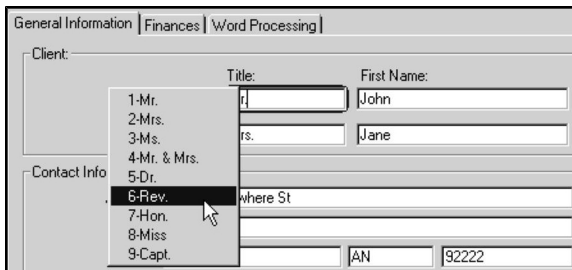 General Information Finances Word Processing
Client:
Title: First Name:
r. John
rs. Jane
1-Mr.
2-Mrs.
3-Ms.
4-Mr. & Mrs.
5-Dr.
6-Rev.
7-Hon.
8-Miss
9-Capt.
Contact Info
where St
AN 92222